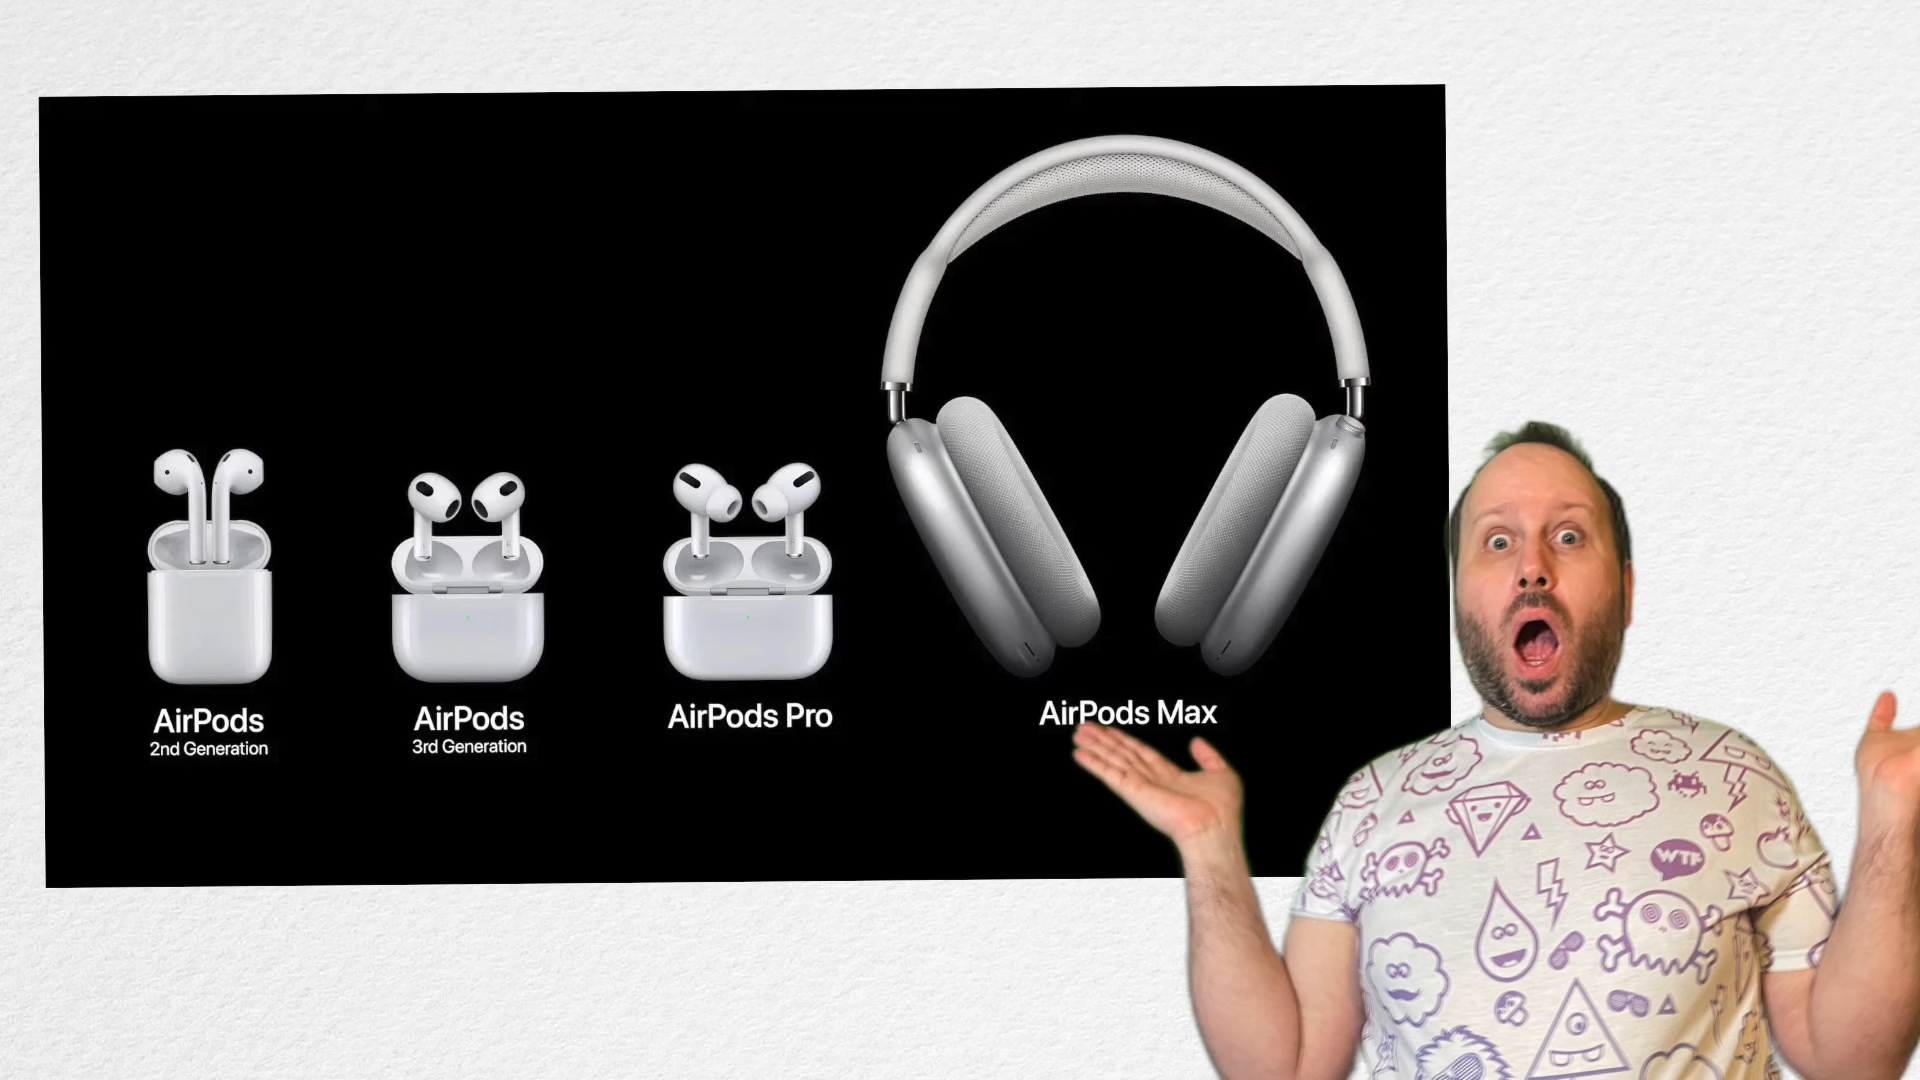 AirPods
2nd Generation
AirPods
3rd Generation
AirPods Pro
AirPods Max
WTF